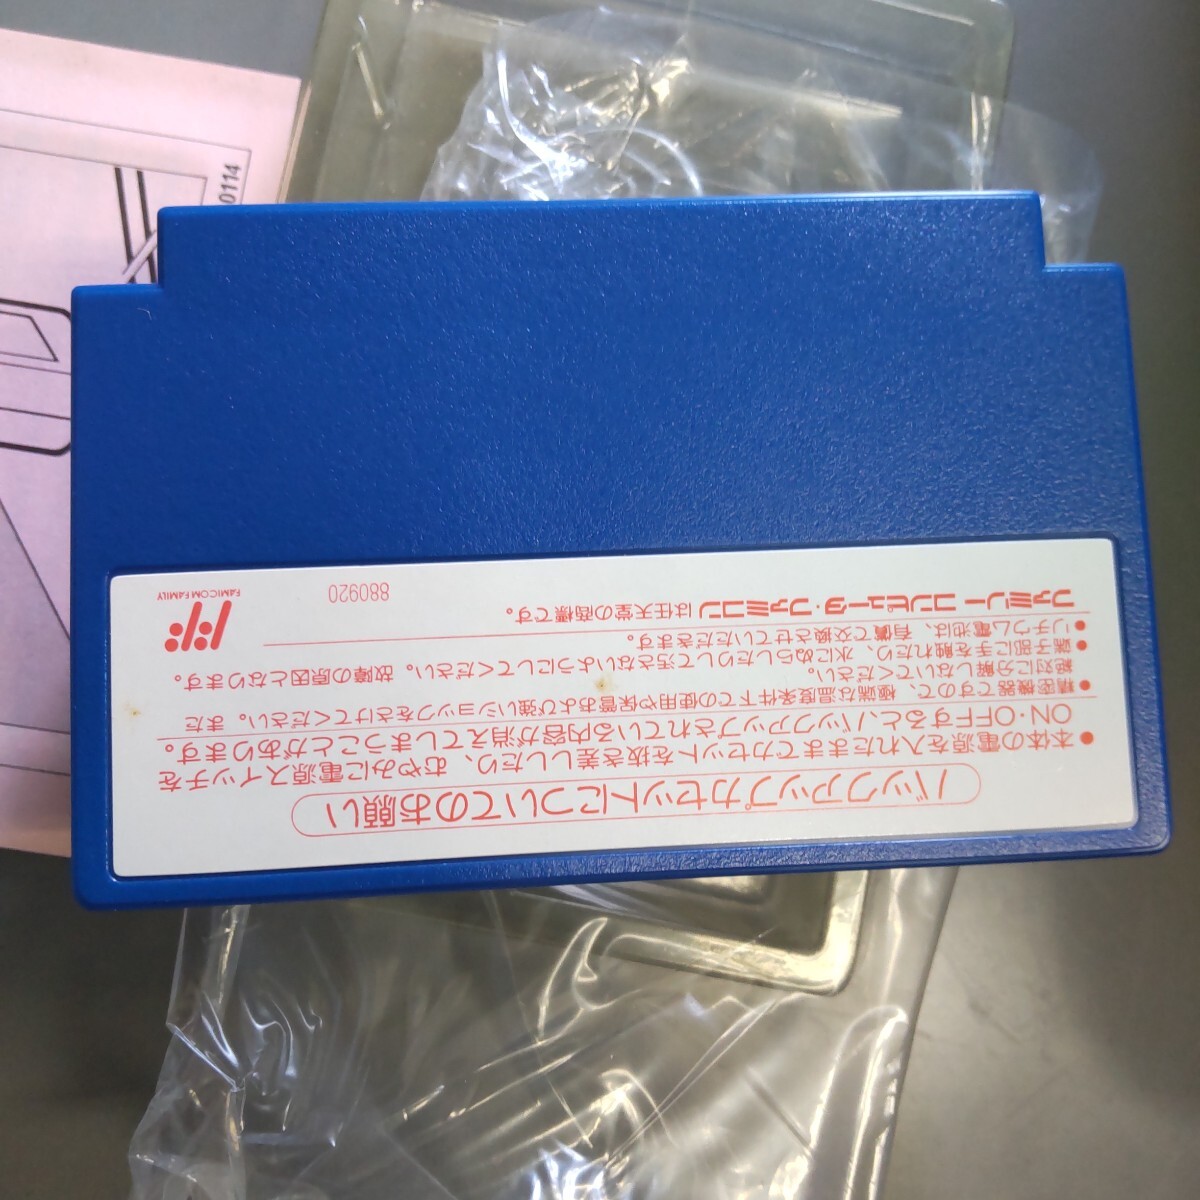 バックアップカセットについてのお願い
●本体の電源を入れたままでカセットを抜き差ししたり、むやみに電源スイッチを
ON・OFFすると、バックアップされている内容が消えてしまうことがあります。
●精密機器ですので、極端な温度条件下での使用や保管および強いショックをさけてください。また
絶対に分解しないでください。
●端子部に手を触れたり、水にぬらしたりして汚さないようにしてください。故障の原因となります。
●リチウム電池は、有償で交換させていただきます。
ファミリーコンピュータ・ファミコンは任天堂の商標です。
880920
FAMICOM FAMILY
0114